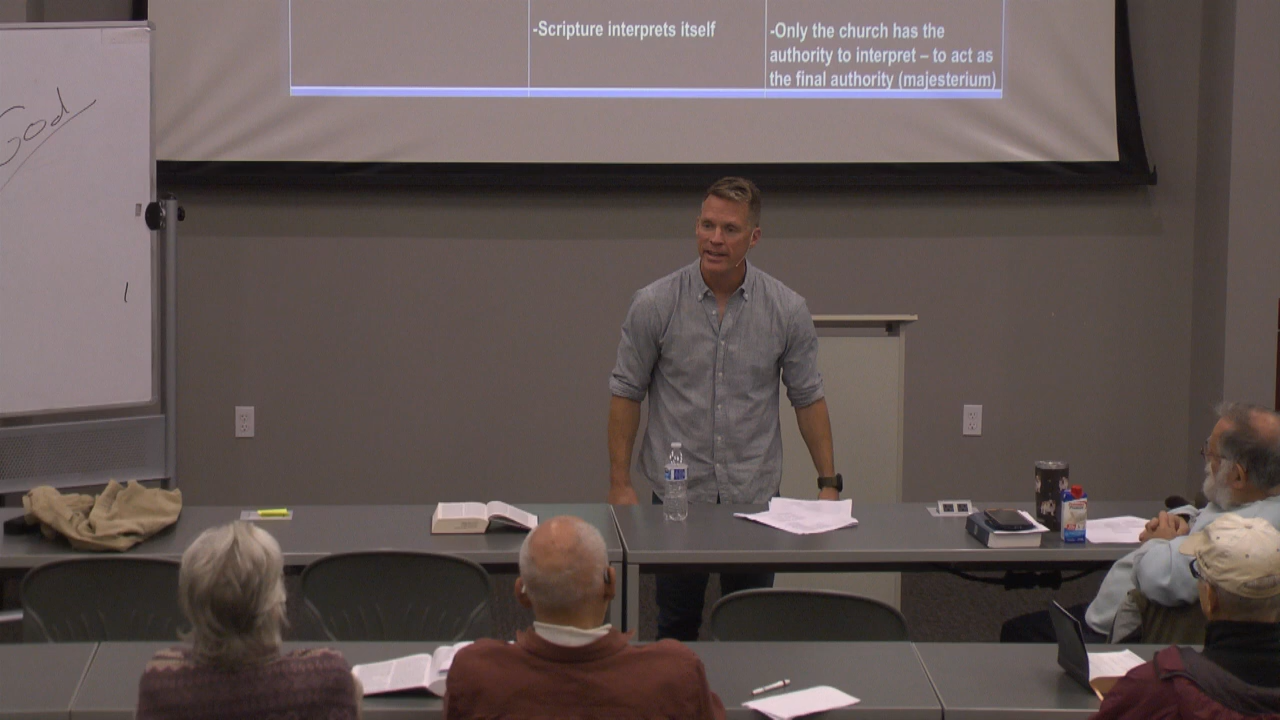 -Scripture interprets itself
-Only the church has the
authority to interpret – to act as
the final authority (majesterium)
God